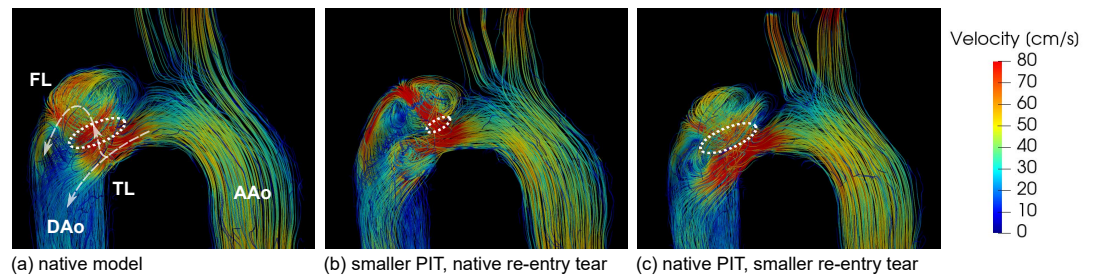 FL
TL
AAo
DAo
Velocity (cm/s)
80
70
60
50
40
30
20
10
0
(a) native model
(b) smaller PIT, native re-entry tear
(c) native PIT, smaller re-entry tear